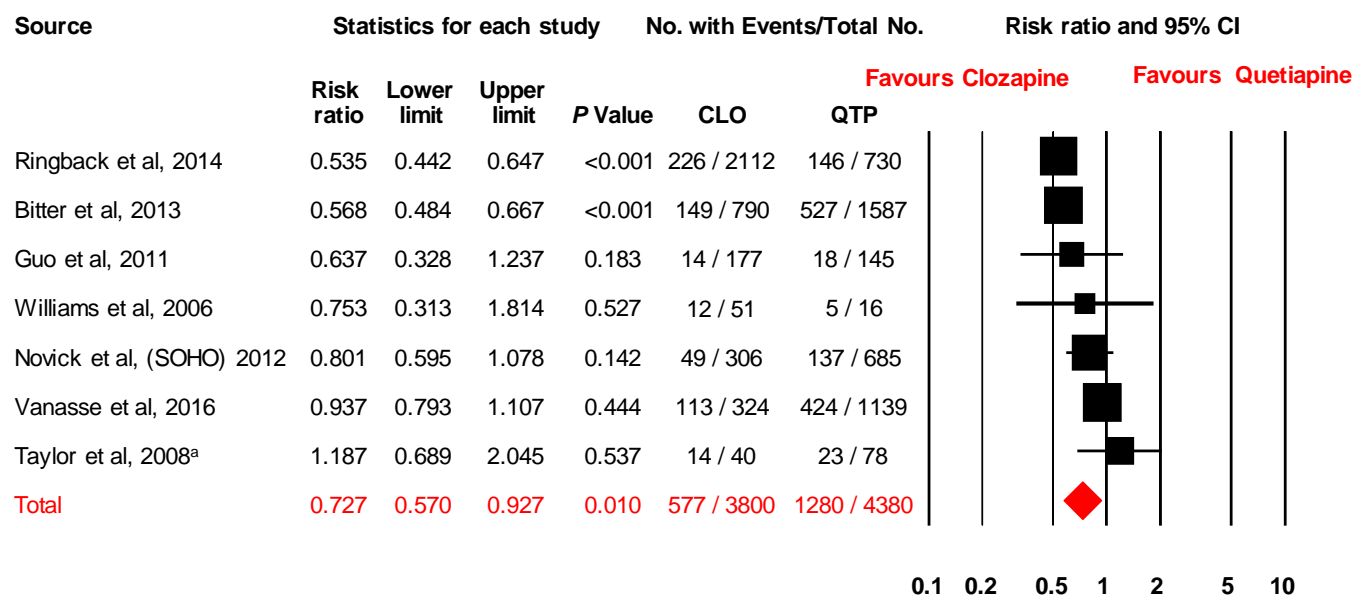 Source Statistics for each study No. with Events/Total No. Risk ratio and 95% CI
Favours Clozapine Favours Quetiapine
Risk ratio Lower limit Upper limit P Value CLO QTP
Ringback et al, 2014 0.535 0.442 0.647 <0.001 226 / 2112 146 / 730
Bitter et al, 2013 0.568 0.484 0.667 <0.001 149 / 790 527 / 1587
Guo et al, 2011 0.637 0.328 1.237 0.183 14 / 177 18 / 145
Williams et al, 2006 0.753 0.313 1.814 0.527 12 / 51 5 / 16
Novick et al, (SOHO) 2012 0.801 0.595 1.078 0.142 49 / 306 137 / 685
Vanasse et al, 2016 0.937 0.793 1.107 0.444 113 / 324 424 / 1139
Taylor et al, 2008ᵃ 1.187 0.689 2.045 0.537 14 / 40 23 / 78
Total 0.727 0.570 0.927 0.010 577 / 3800 1280 / 4380
0.1 0.2 0.5 1 2 5 10